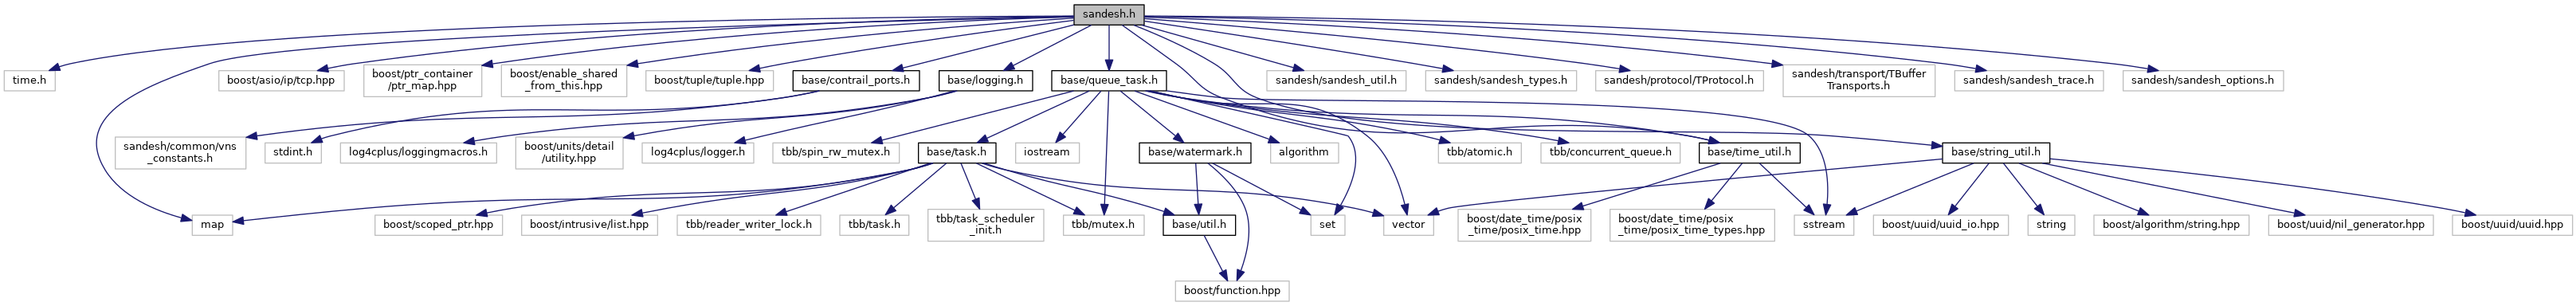 sandesh.h
time.h
boost/asio/ip/tcp.hpp
boost/ptr_container
/ptr_map.hpp
boost/enable_shared
_from_this.hpp
boost/tuple/tuple.hpp
base/contrail_ports.h
base/logging.h
base/queue_task.h
sandesh/sandesh_util.h
sandesh/sandesh_types.h
sandesh/protocol/TProtocol.h
sandesh/transport/TBuffer
Transports.h
sandesh/sandesh_trace.h
sandesh/sandesh_options.h
sandesh/common/vns
_constants.h
stdint.h
log4cplus/loggingmacros.h
boost/units/detail
/utility.hpp
log4cplus/logger.h
tbb/spin_rw_mutex.h
base/task.h
iostream
base/watermark.h
algorithm
tbb/atomic.h
tbb/concurrent_queue.h
base/time_util.h
base/string_util.h
map
boost/scoped_ptr.hpp
boost/intrusive/list.hpp
tbb/reader_writer_lock.h
tbb/task.h
tbb/task_scheduler
_init.h
tbb/mutex.h
base/util.h
set
vector
boost/date_time/posix
_time/posix_time.hpp
boost/date_time/posix
_time/posix_time_types.hpp
sstream
boost/uuid/uuid_io.hpp
string
boost/algorithm/string.hpp
boost/uuid/nil_generator.hpp
boost/uuid/uuid.hpp
boost/function.hpp